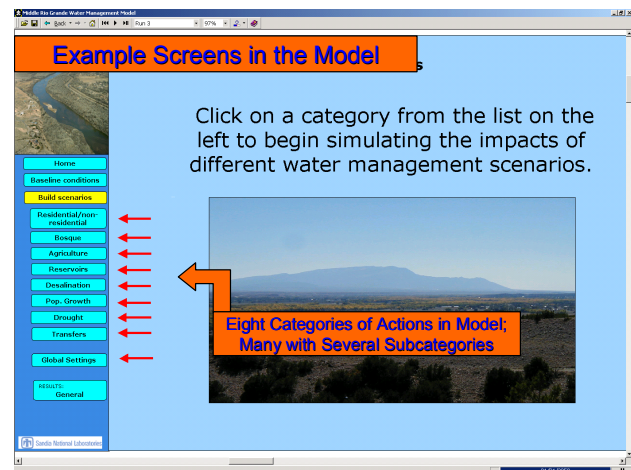 Middle Rio Grande Water Management Model
Back
Run 3
97%
Example Screens in the Model
s
Click on a category from the list on the
left to begin simulating the impacts of
different water management scenarios.
Home
Baseline conditions
Build scenarios
Residential/non-
residential
Bosque
Agriculture
Reservoirs
Desalination
Pop. Growth
Drought
Transfers
Global Settings
RESULTS:
General
Eight Categories of Actions in Model;
Many with Several Subcategories
Sandia National Laboratories